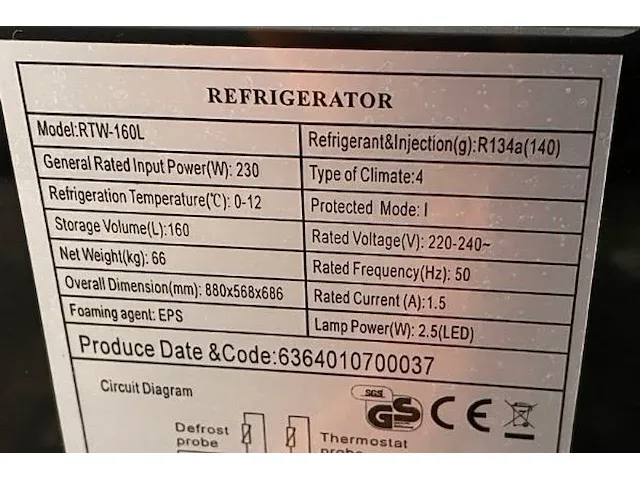 REFRIGERATOR
Model:RTW-160L
Refrigerant&Injection(g):R134a(140)
General Rated Input Power(W): 230
Type of Climate:4
Refrigeration Temperature(℃): 0-12
Protected Mode: I
Storage Volume(L):160
Rated Voltage(V): 220-240~
Net Weight(kg): 66
Rated Frequency(Hz): 50
Overall Dimension(mm): 880x568x686
Rated Current (A):1.5
Foaming agent: EPS
Lamp Power(W): 2.5(LED)
Produce Date &Code:6364010700037
Circuit Diagram
SGS
GS CE
Defrost
probe
Thermostat
probe